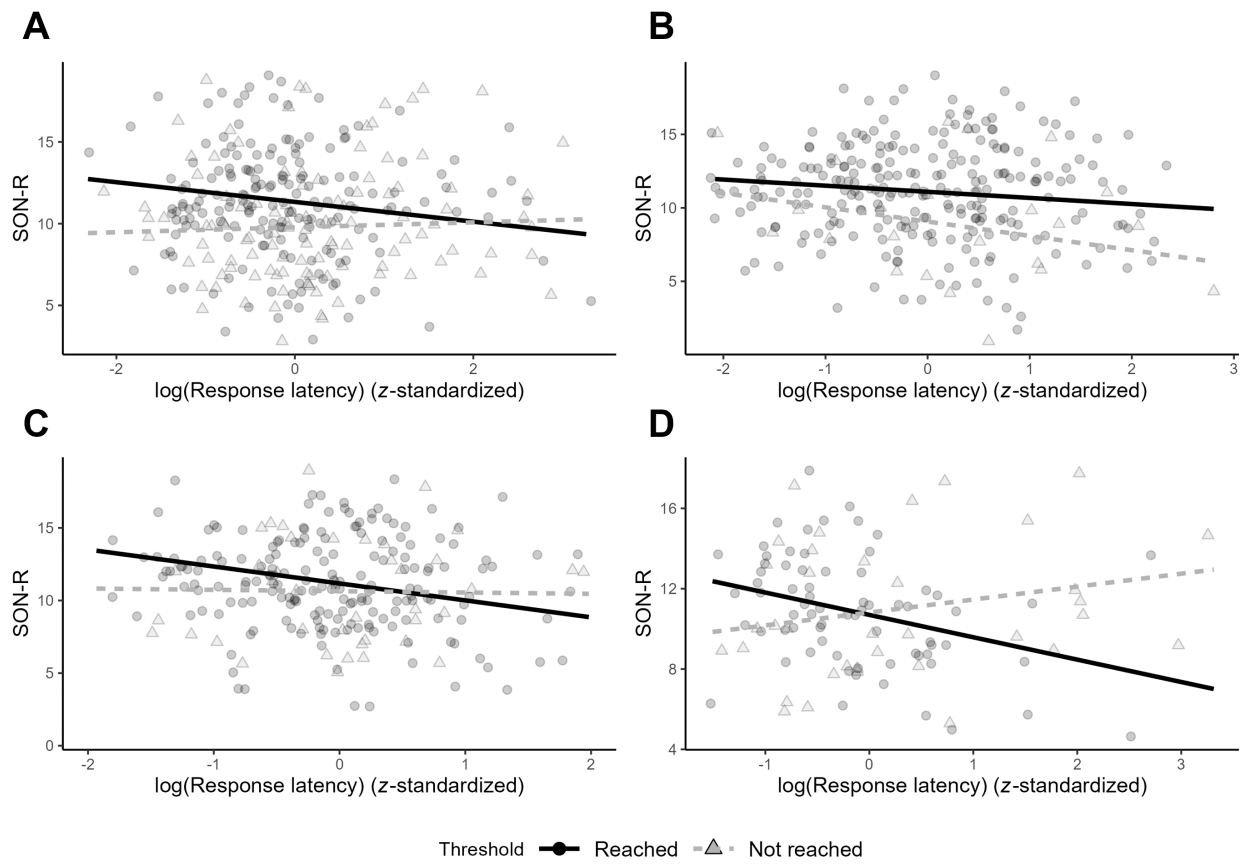 A
B
15
10
5
SON-R
-2
0
2
log(Response latency) (z-standardized)
15
10
5
SON-R
-2
-1
0
1
2
3
log(Response latency) (z-standardized)
C
D
15
10
5
0
SON-R
-2
-1
0
1
2
log(Response latency) (z-standardized)
16
12
8
4
SON-R
-1
0
1
2
3
log(Response latency) (z-standardized)
Threshold Reached Not reached